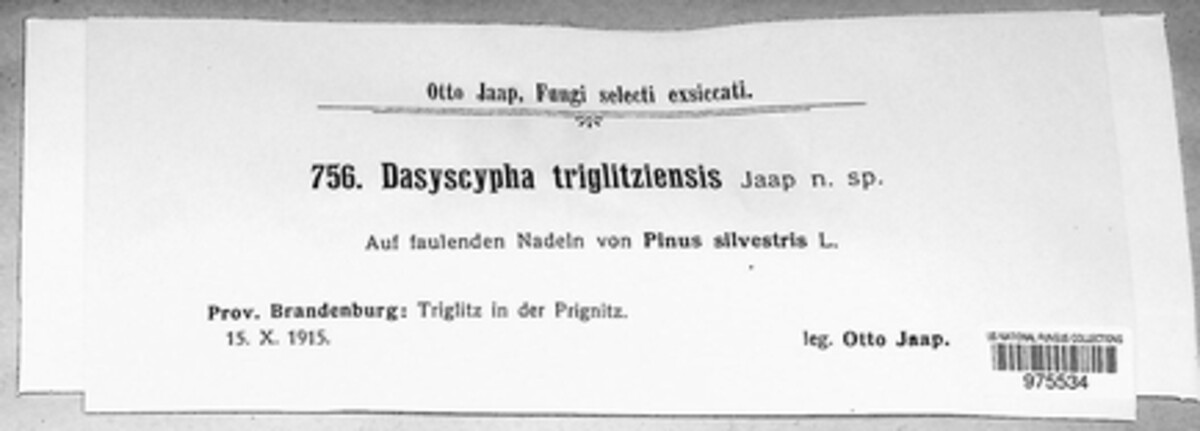 Otto Jaap, Fungi selecti exsiccati.
756. Dasyscypha triglitziensis Jaap n. sp.
Auf faulenden Nadeln von Pinus silvestris L.
Prov. Brandenburg: Triglitz in der Prignitz.
15. X. 1915.
leg. Otto Jaap.
US NATIONAL FUNGUS COLLECTIONS
975534